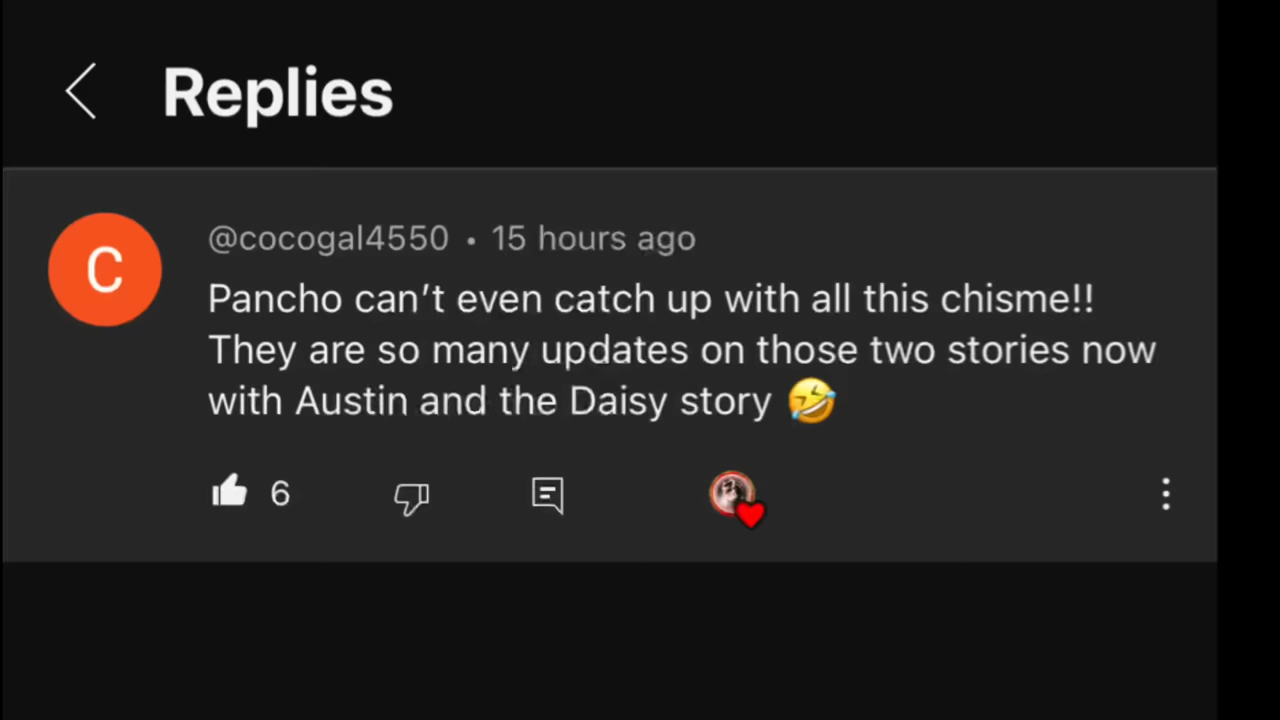 Replies
C
@cocogal4550 • 15 hours ago
Pancho can't even catch up with all this chisme!!
They are so many updates on those two stories now
with Austin and the Daisy story 🤣
6